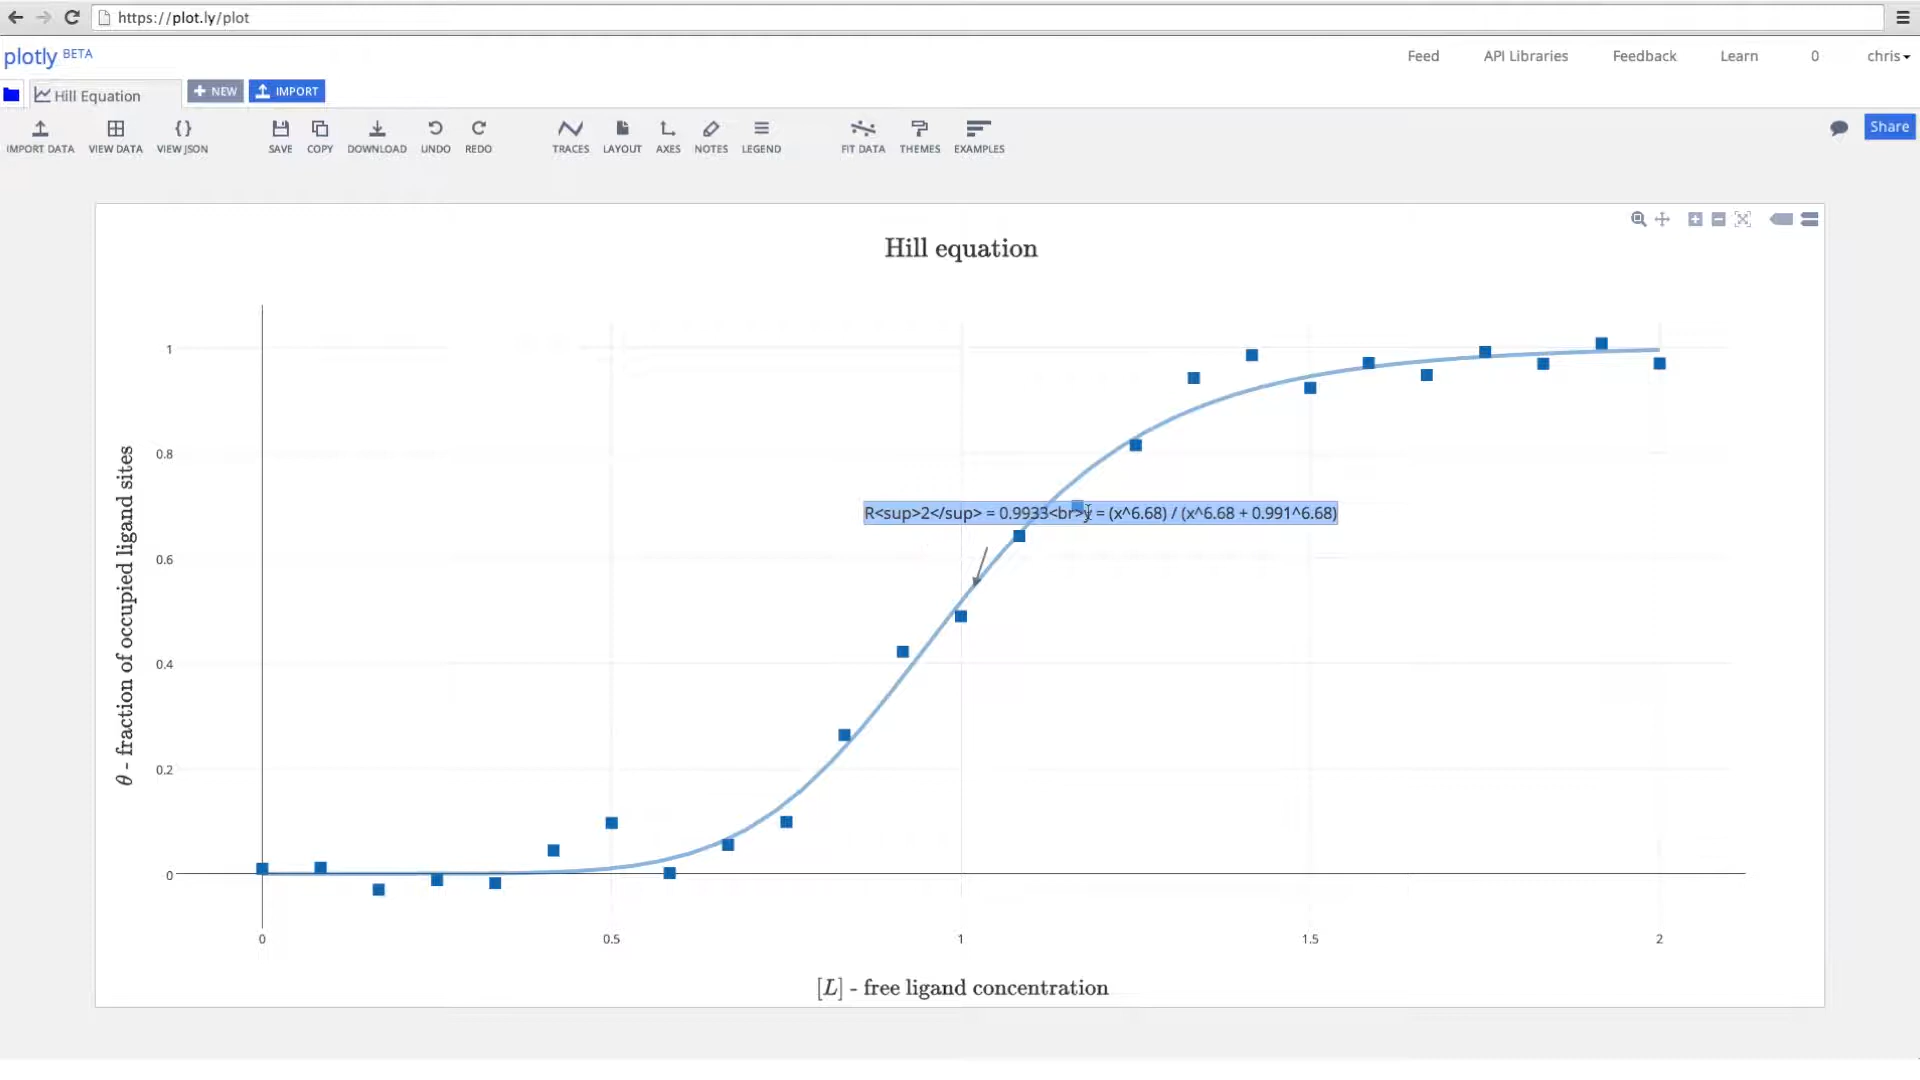 https://plot.ly/plot
plotly BETA
Feed
API Libraries
Feedback
Learn
0
chris
Hill Equation
NEW
IMPORT
IMPORT DATA
VIEW DATA
VIEW JSON
SAVE
COPY
DOWNLOAD
UNDO
REDO
TRACES
LAYOUT
AXES
NOTES
LEGEND
FIT DATA
THEMES
EXAMPLES
Share
Hill equation
1
0.8
0.6
0.4
0.2
0
θ - fraction of occupied ligand sites
R<sup>2</sup> = 0.9933<br>y = (x^6.68) / (x^6.68 + 0.991^6.68)
0
0.5
1
1.5
2
[L] - free ligand concentration